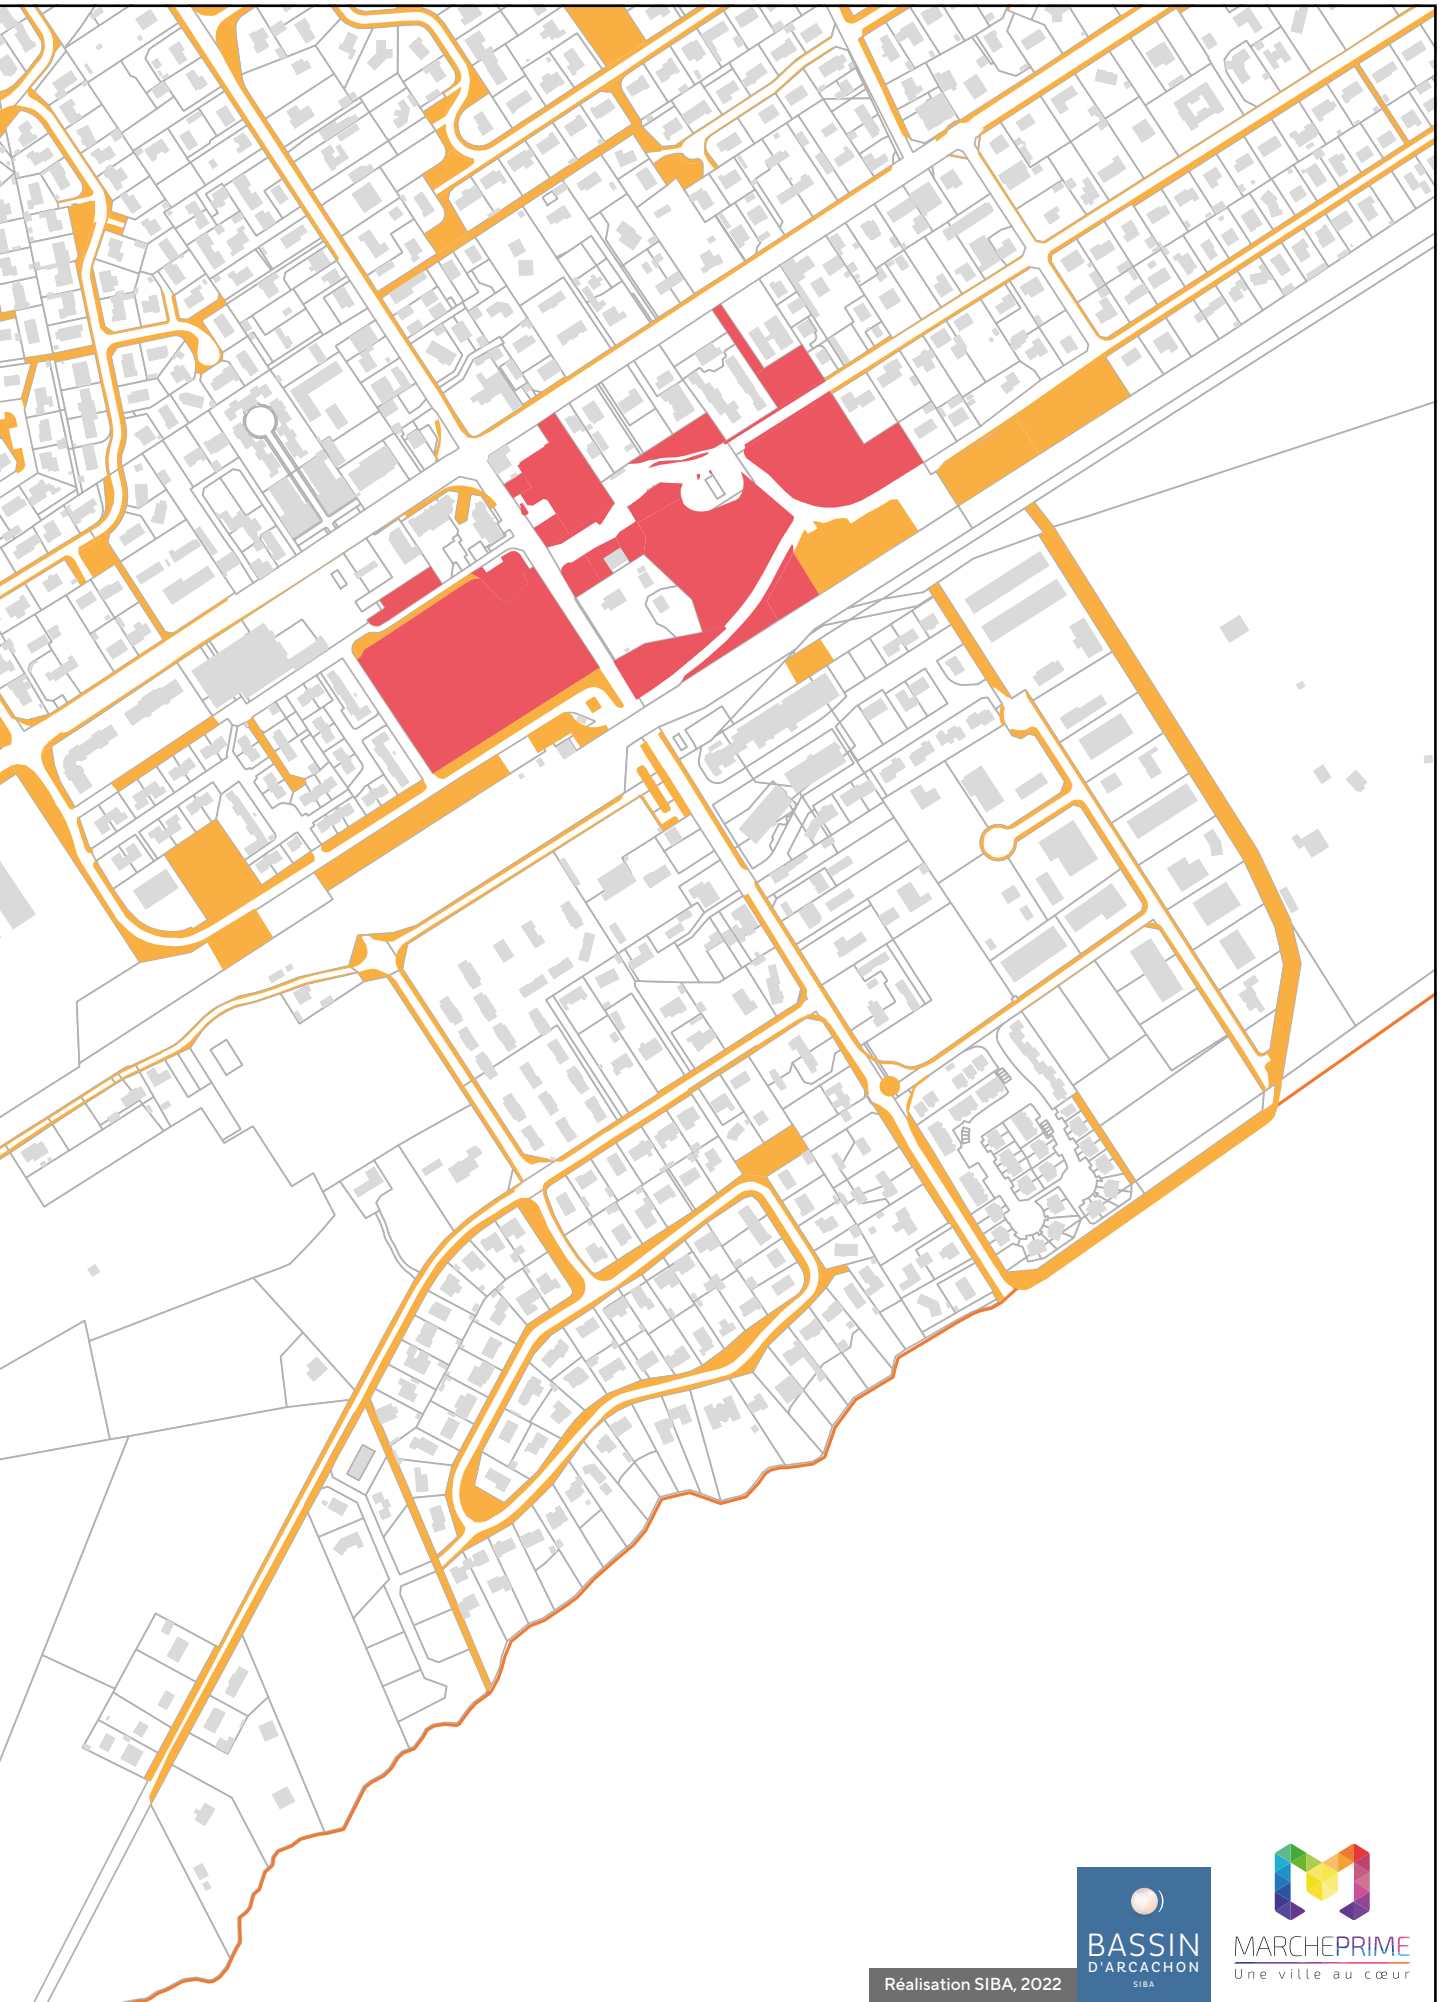 Réalisation SIBA, 2022
BASSIN
D'ARCACHON
SIBA
MARCHEPRIME
Une ville au cœur